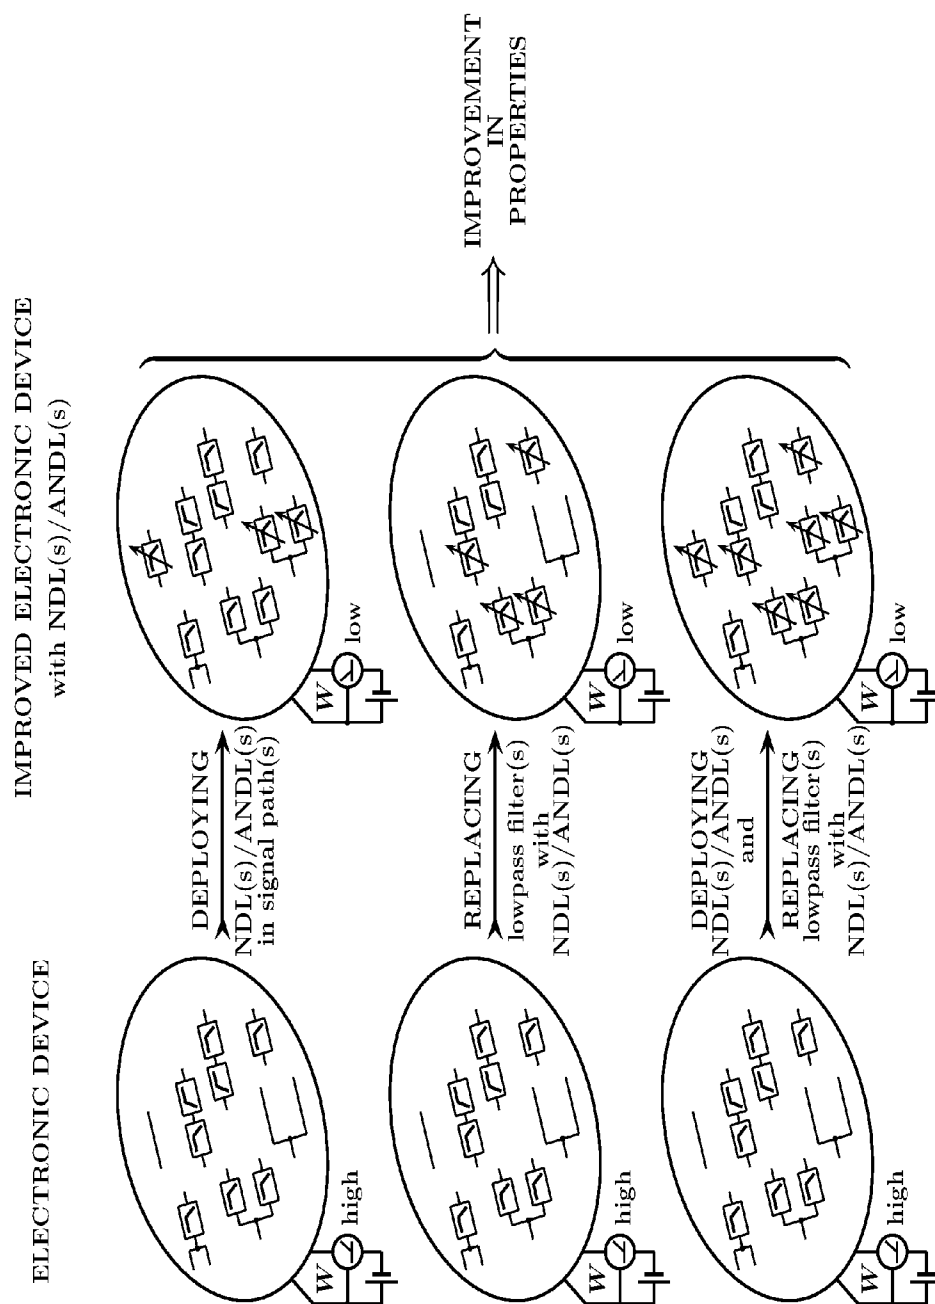 ELECTRONIC DEVICE
IMPROVED ELECTRONIC DEVICE
with NDL(s)/ANDL(s)
W
high
DEPLOYING
NDL(s)/ANDL(s)
in signal path(s)
W
low
W
high
REPLACING
lowpass filter(s)
with
NDL(s)/ANDL(s)
W
low
IMPROVEMENT
IN
PROPERTIES
W
high
DEPLOYING
NDL(s)/ANDL(s)
and
REPLACING
lowpass filter(s)
with
NDL(s)/ANDL(s)
W
low